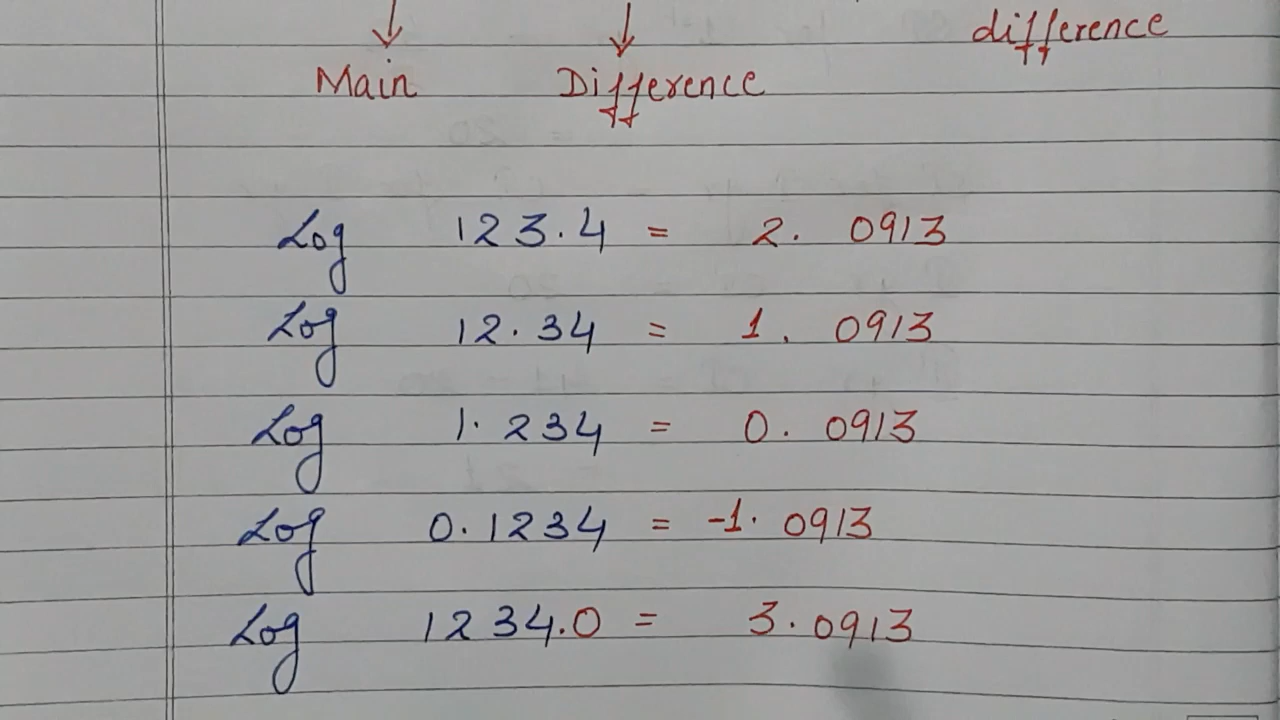 difference
Main Difference
Log 123.4 = 2. 0913
Log 12.34 = 1. 0913
Log 1.234 = 0. 0913
Log 0.1234 = -1. 0913
Log 1234.0 = 3.0913